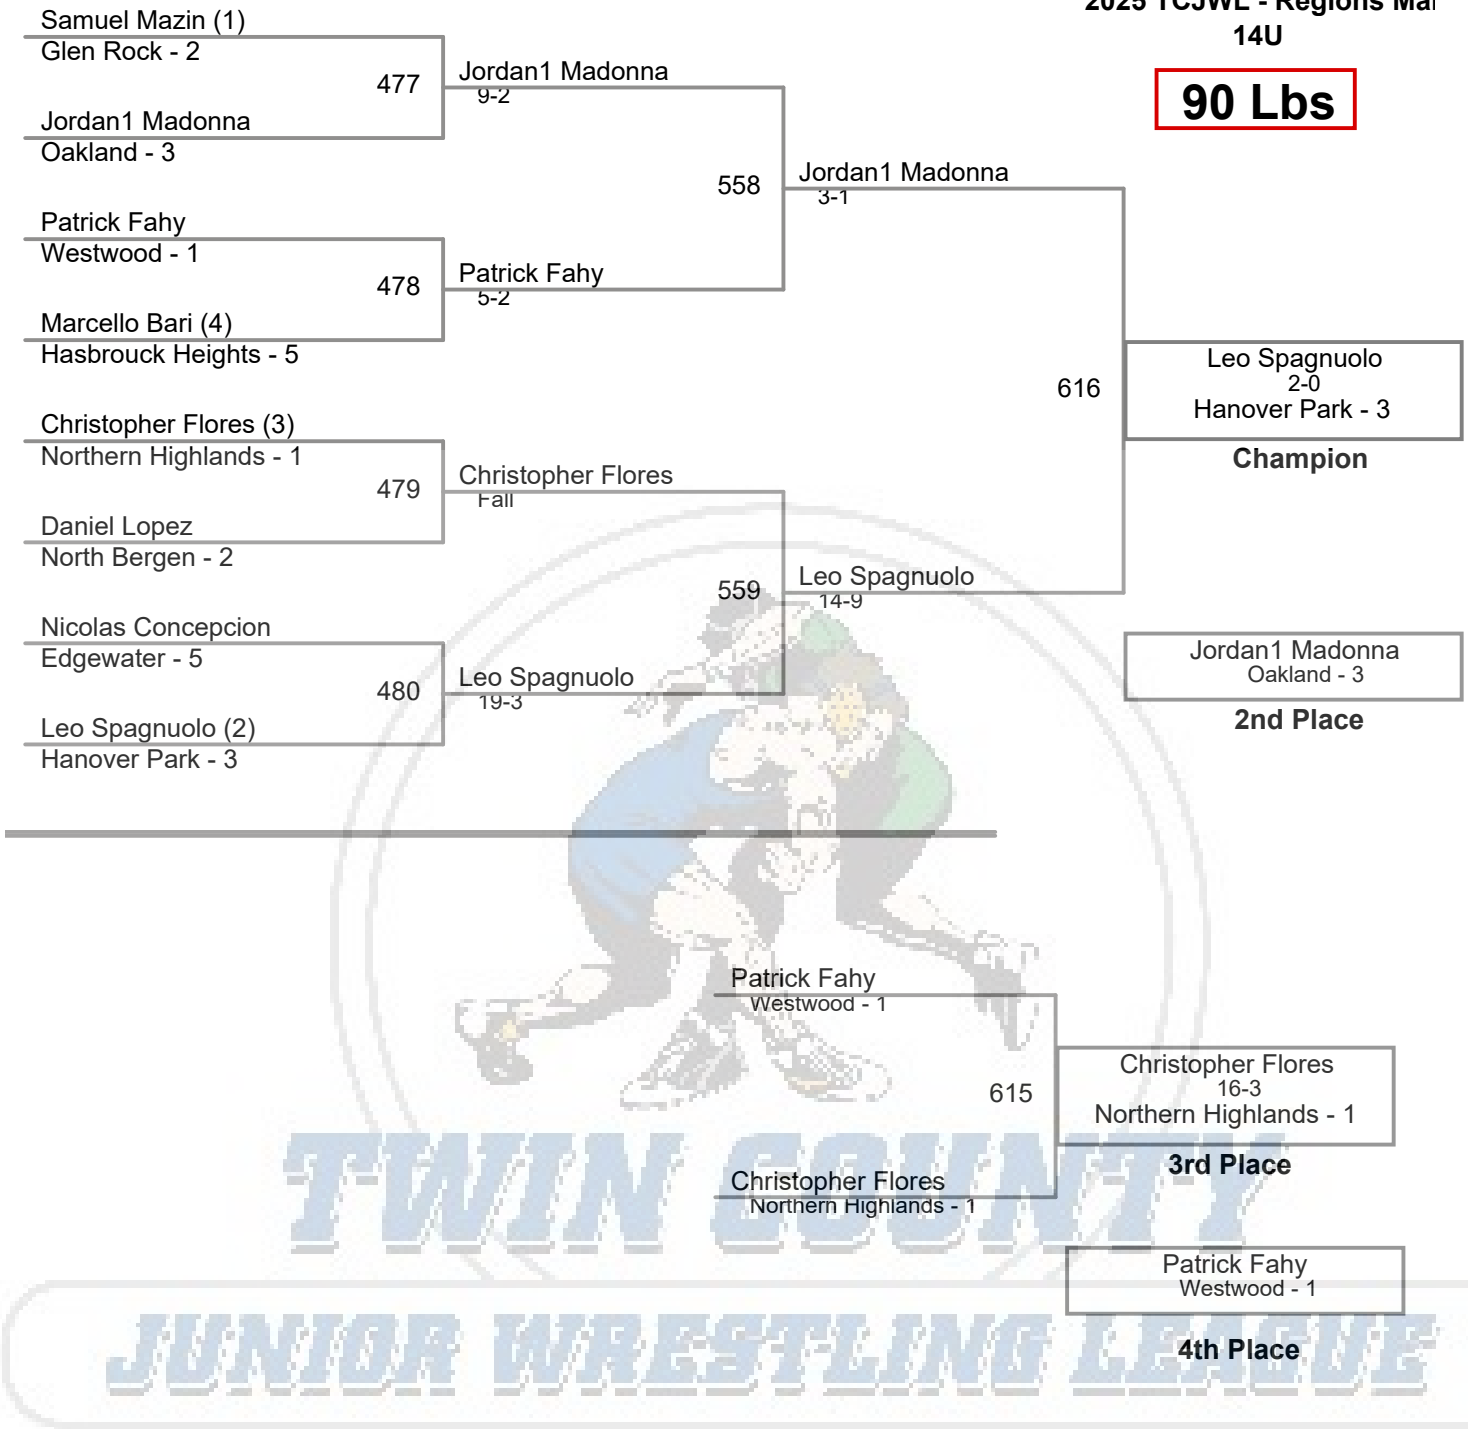 2025 TCJWL - Regions Mar
14U
90 Lbs
Samuel Mazin (1)
Glen Rock - 2
477
Jordan1 Madonna
9-2
Jordan1 Madonna
Oakland - 3
558
Jordan1 Madonna
3-1
Patrick Fahy
Westwood - 1
478
Patrick Fahy
5-2
Marcello Bari (4)
Hasbrouck Heights - 5
616
Leo Spagnuolo
2-0
Hanover Park - 3
Champion
Christopher Flores (3)
Northern Highlands - 1
479
Christopher Flores
Fall
Daniel Lopez
North Bergen - 2
559
Leo Spagnuolo
14-9
Nicolas Concepcion
Edgewater - 5
480
Leo Spagnuolo
19-3
Leo Spagnuolo (2)
Hanover Park - 3
Jordan1 Madonna
Oakland - 3
2nd Place
Patrick Fahy
Westwood - 1
615
Christopher Flores
16-3
Northern Highlands - 1
3rd Place
Christopher Flores
Northern Highlands - 1
Patrick Fahy
Westwood - 1
4th Place
TWIN COUNTY
JUNIOR WRESTLING LEAGUE